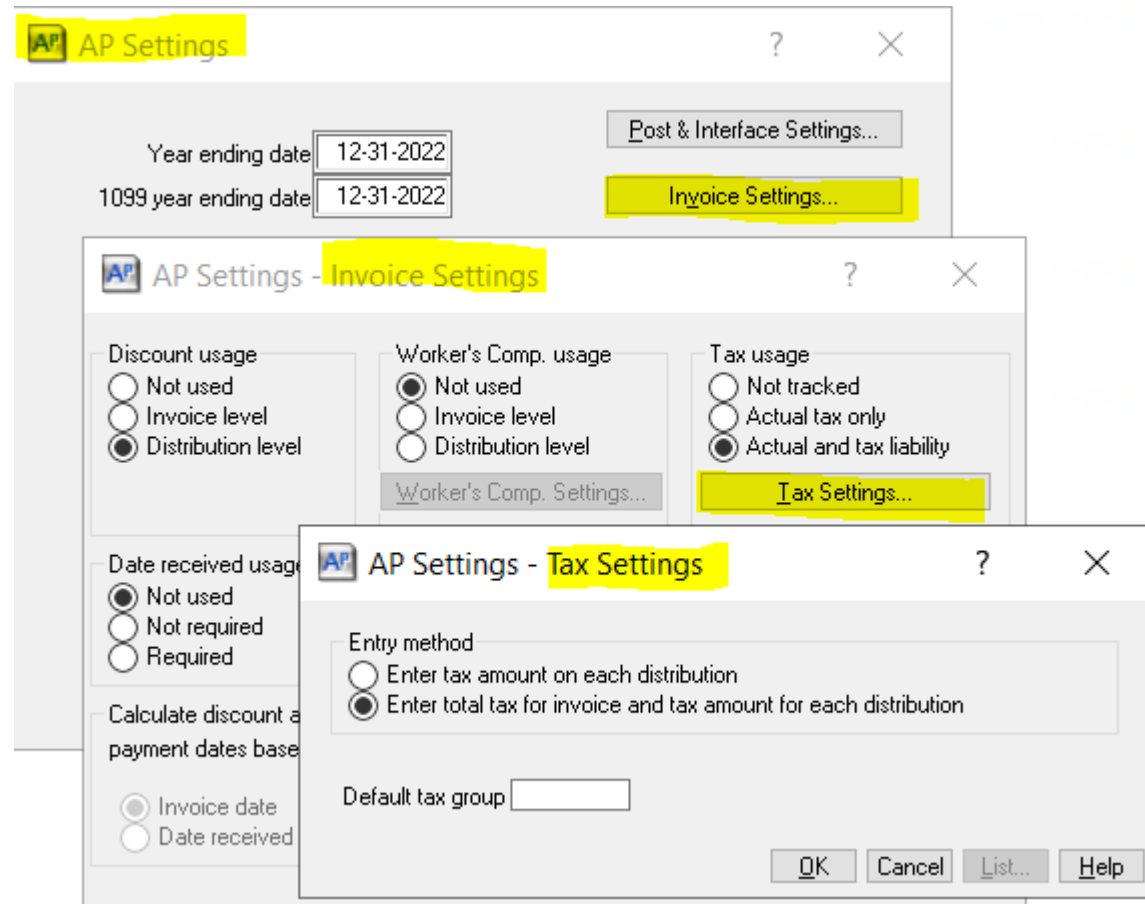 AP AP Settings ?
Year ending date 12-31-2022
1099 year ending date 12-31-2022
Post & Interface Settings...
Invoice Settings...
AP AP Settings - Invoice Settings ?
Discount usage
Not used
Invoice level
Distribution level
Worker's Comp. usage
Not used
Invoice level
Distribution level
Worker's Comp. Settings...
Tax usage
Not tracked
Actual tax only
Actual and tax liability
Tax Settings...
Date received usage
Not used
Not required
Required
Calculate discount a
payment dates base
Invoice date
Date received
AP AP Settings - Tax Settings ?
Entry method
Enter tax amount on each distribution
Enter total tax for invoice and tax amount for each distribution
Default tax group
OK Cancel List... Help